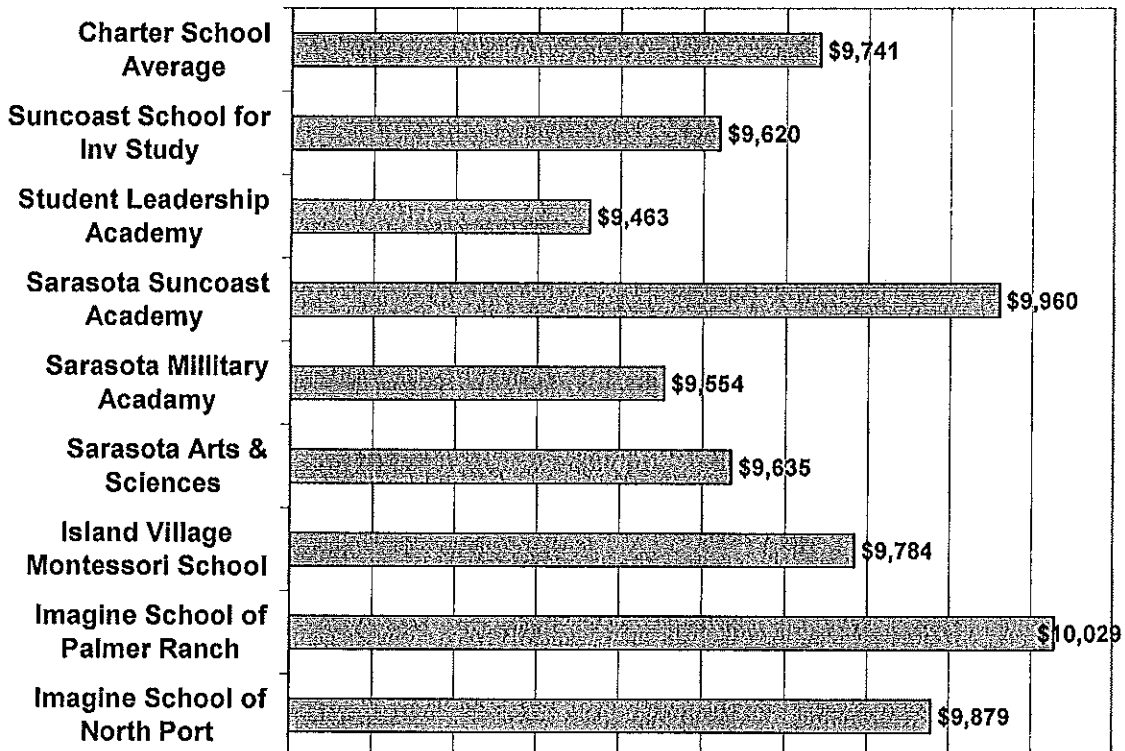 Charter School
Average
$9,741
Suncoast School for
Inv Study
$9,620
Student Leadership
Academy
$9,463
Sarasota Suncoast
Academy
$9,960
Sarasota Millitary
Acadamy
$9,554
Sarasota Arts &
Sciences
$9,635
Island Village
Montessori School
$9,784
Imagine School of
Palmer Ranch
$10,029
Imagine School of
North Port
$9,879